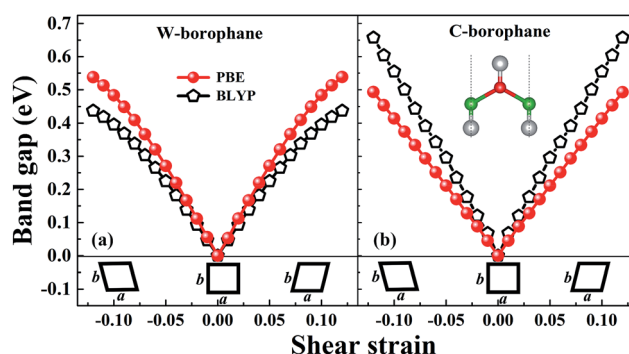 W-borophane
C-borophane
PBE
BLYP
Band gap (eV)
0.7
0.6
0.5
0.4
0.3
0.2
0.1
0.0
-0.1
(a)
(b)
b
a
b
a
b
b
a
b
a
b
-0.10 -0.05 0.00 0.05 0.10
-0.10 -0.05 0.00 0.05 0.10
Shear strain